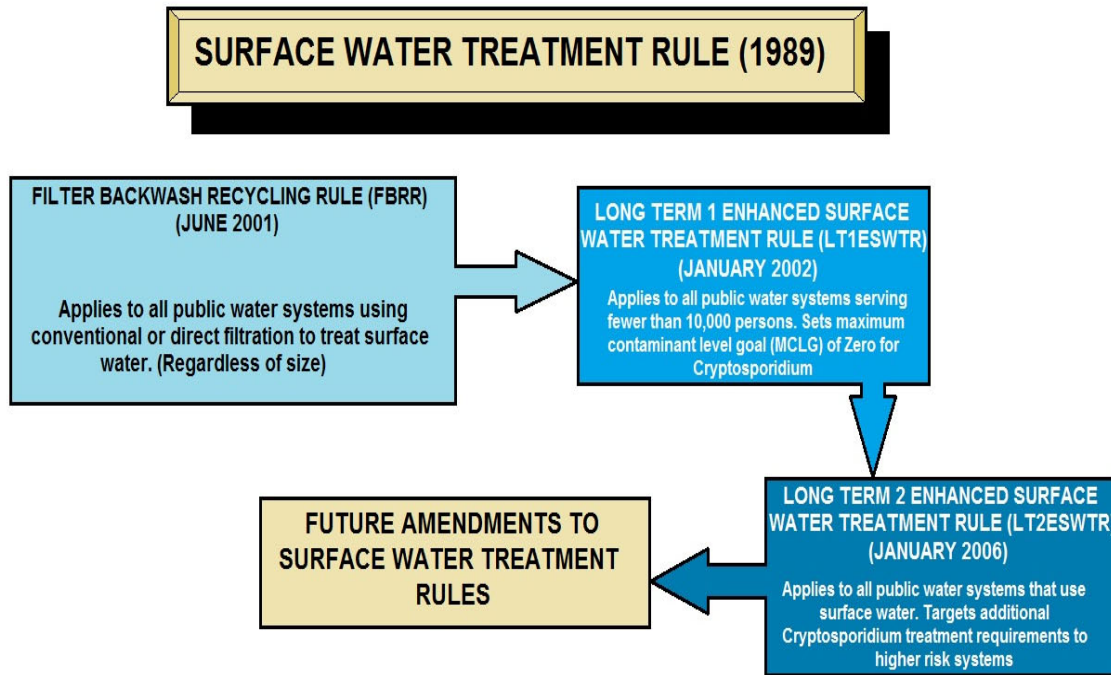 SURFACE WATER TREATMENT RULE (1989)
FILTER BACKWASH RECYCLING RULE (FBRR)
(JUNE 2001)
Applies to all public water systems using
conventional or direct filtration to treat surface
water. (Regardless of size)
LONG TERM 1 ENHANCED SURFACE
WATER TREATMENT RULE (LT1ESWTR)
(JANUARY 2002)
Applies to all public water systems serving
fewer than 10,000 persons. Sets maximum
contaminant level goal (MCLG) of Zero for
Cryptosporidium
LONG TERM 2 ENHANCED SURFACE
WATER TREATMENT RULE (LT2ESWTR
(JANUARY 2006)
Applies to all public water systems that use
surface water. Targets additional
Cryptosporidium treatment requirements to
higher risk systems
FUTURE AMENDMENTS TO
SURFACE WATER TREATMENT
RULES